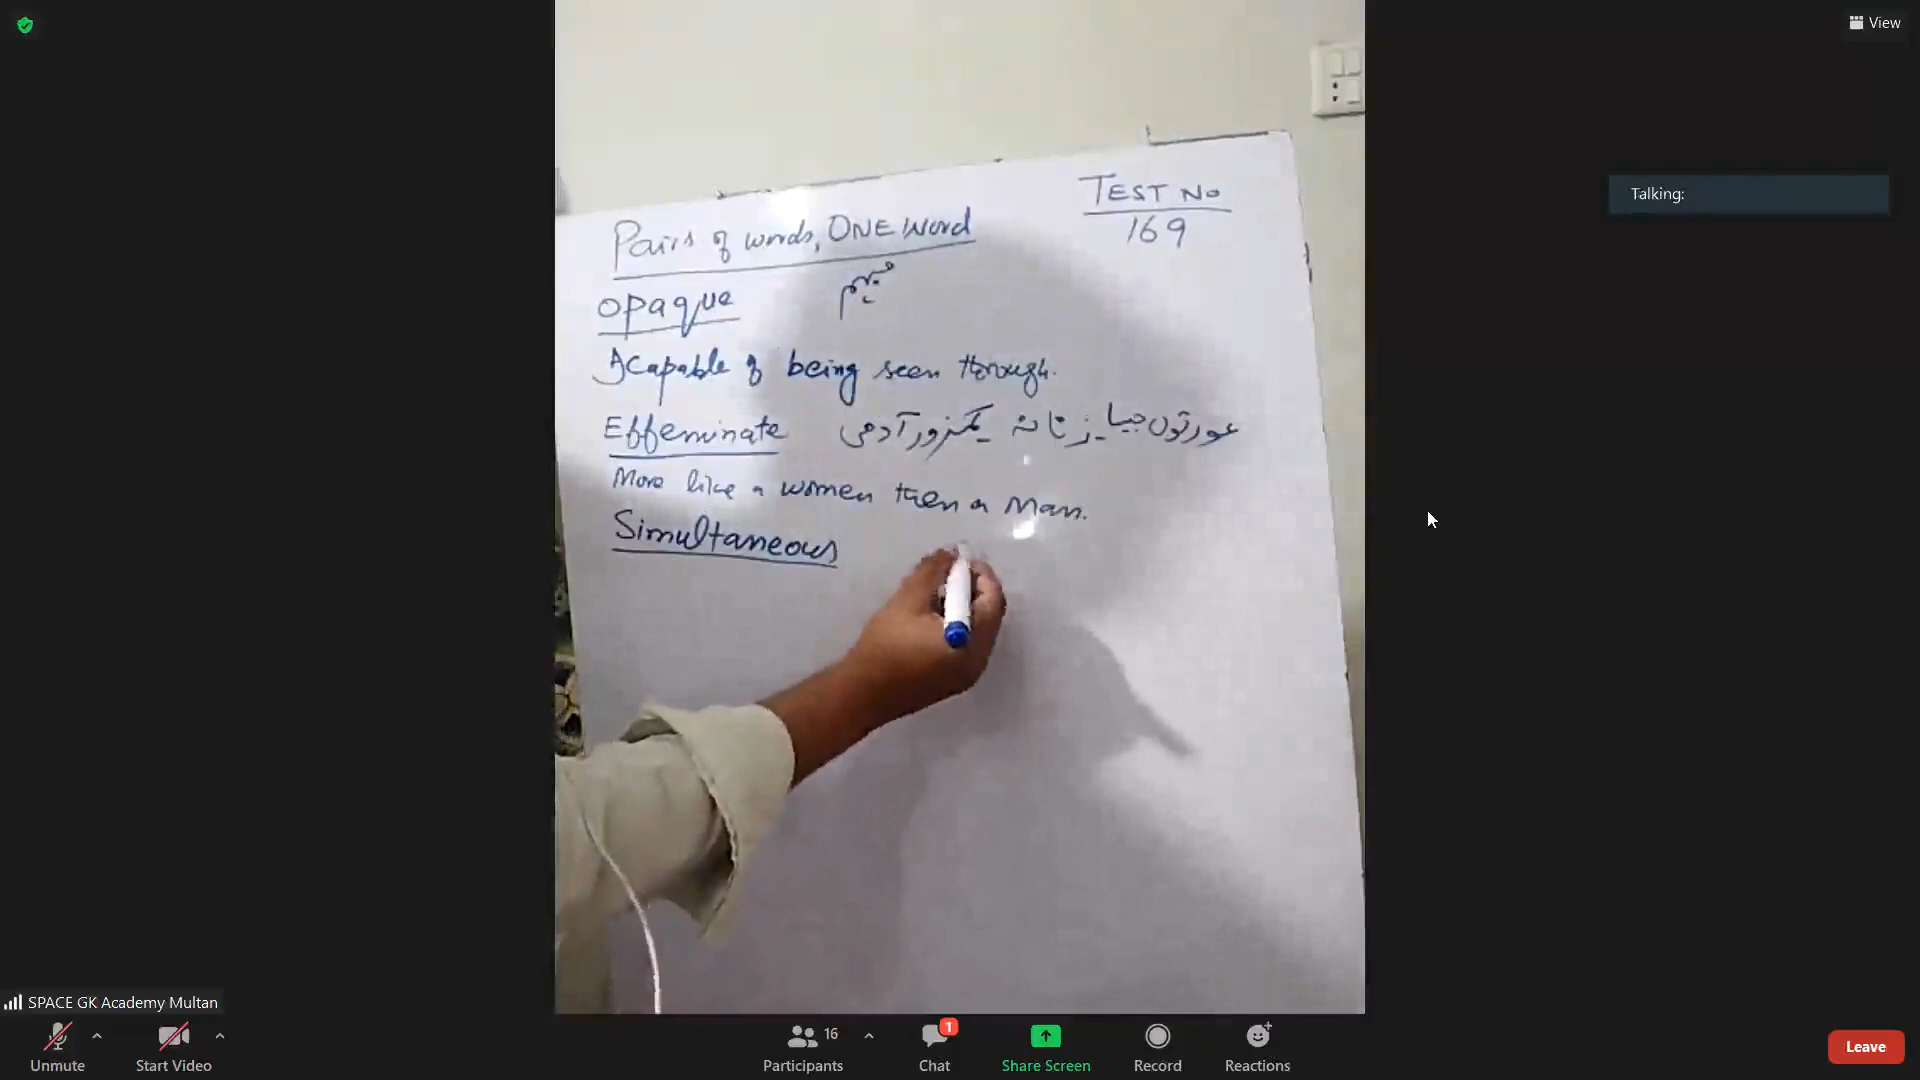 View
Talking:
TEST NO
169
Pairs of words, ONE Word
Opaque
capable of being seen through.
Effeminate عورتوں جیسا۔ زنانہ۔ کمزور آدمی
More like a women then a Man.
Simultaneous
SPACE GK Academy Multan
Unmute
Start Video
Participants 16
Chat 1
Share Screen
Record
Reactions
Leave